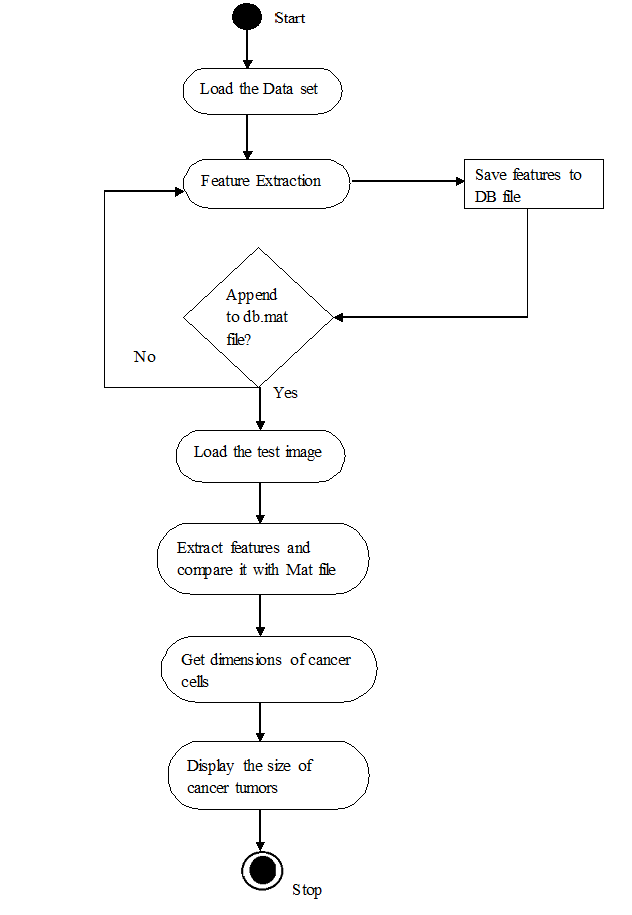 Start
Load the Data set
Feature Extraction
Save features to
DB file
Append
to db.mat
file?
No
Yes
Load the test image
Extract features and
compare it with Mat file
Get dimensions of cancer
cells
Display the size of
cancer tumors
Stop